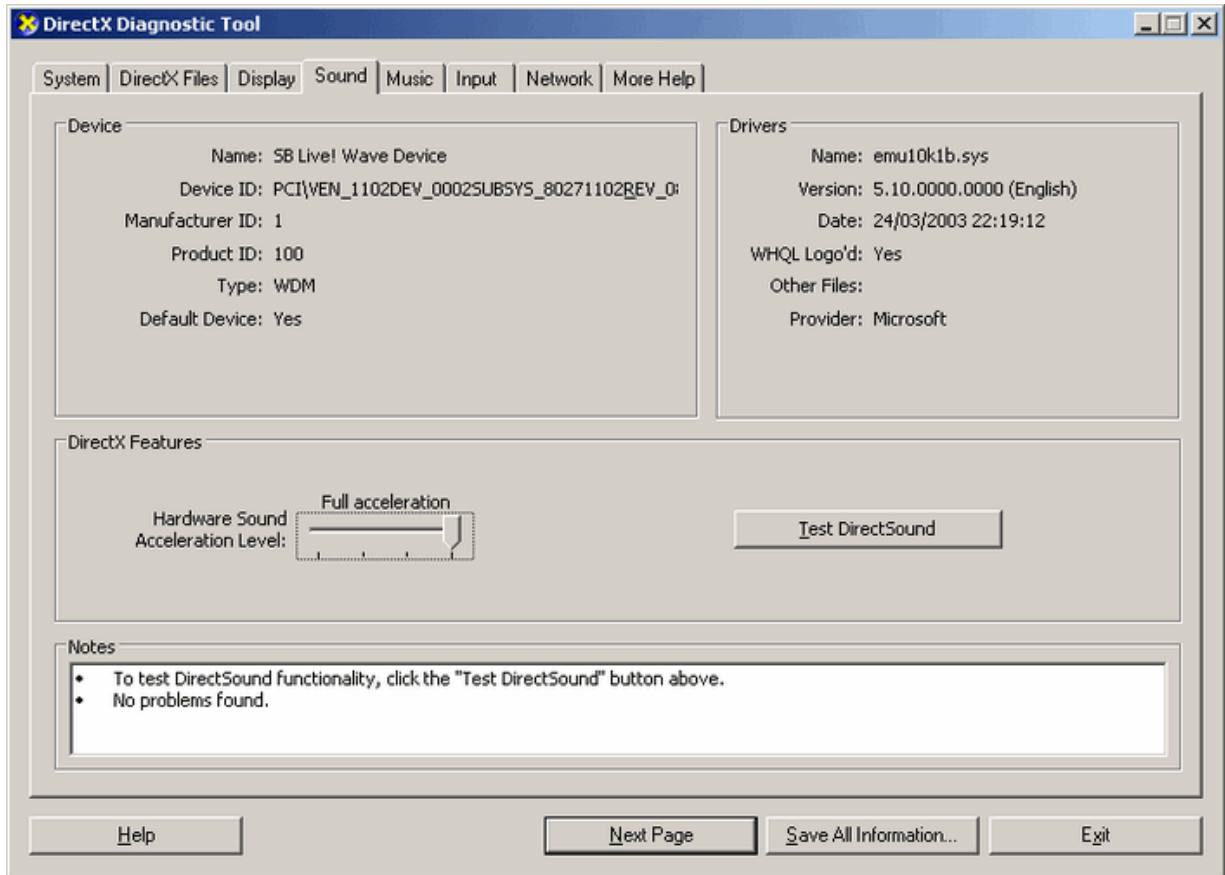 DirectX Diagnostic Tool
System DirectX Files Display Sound Music Input Network More Help
Device
Name: SB Live! Wave Device
Device ID: PCI\VEN_1102DEV_0002SUBSYS_80271102REV_0
Manufacturer ID: 1
Product ID: 100
Type: WDM
Default Device: Yes
Drivers
Name: emu10k1b.sys
Version: 5.10.0000.0000 (English)
Date: 24/03/2003 22:19:12
WHQL Logo'd: Yes
Other Files:
Provider: Microsoft
DirectX Features
Full acceleration
Hardware Sound
Acceleration Level:
Test DirectSound
Notes
• To test DirectSound functionality, click the "Test DirectSound" button above.
• No problems found.
Help Next Page Save All Information... Exit